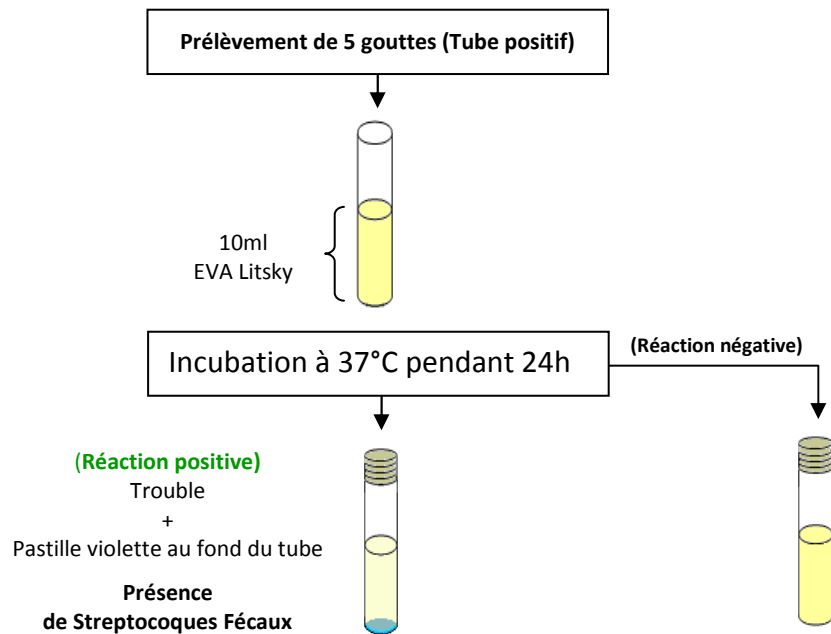 Prélèvement de 5 gouttes (Tube positif)
10ml
EVA Litsky
Incubation à 37°C pendant 24h
(Réaction négative)
(Réaction positive)
Trouble
+
Pastille violette au fond du tube
Présence
de Streptocoques Fécaux